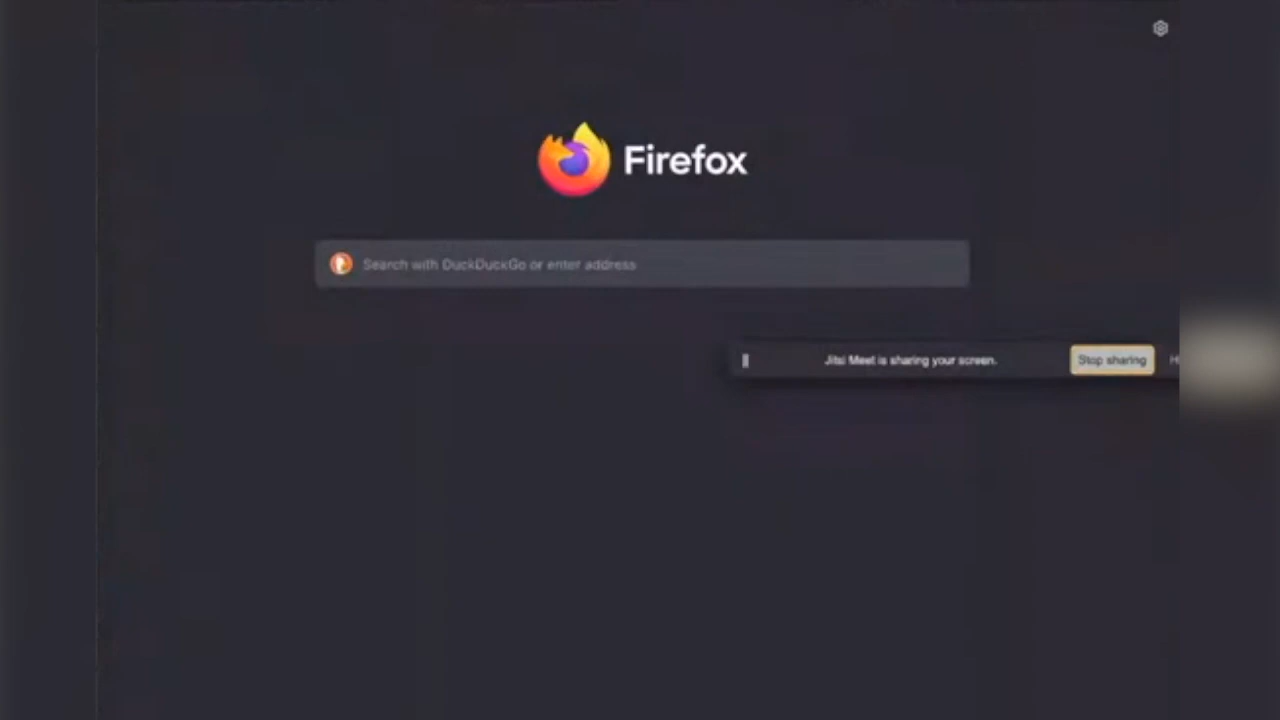 Firefox
Search with DuckDuckGo or enter address
Jitsi Meet is sharing your screen.
Stop sharing